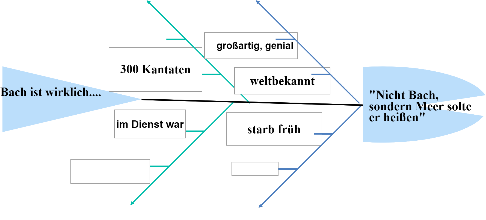 großartig, genial
300 Kantaten
weltbekannt
Bach ist wirklich....
"Nicht Bach,
sondern Meer solte
er heißen"
im Dienst war
starb früh